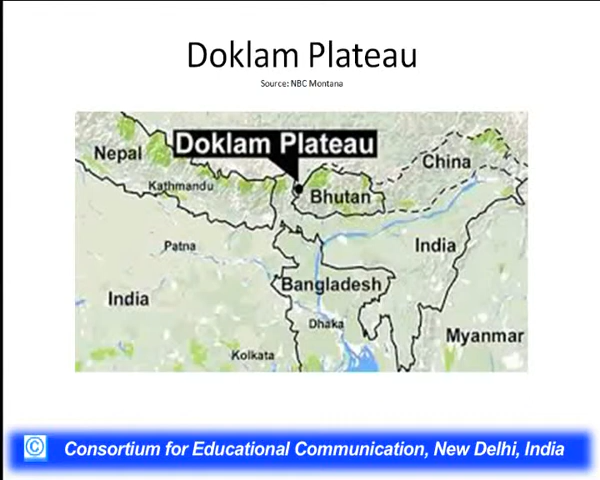 Doklam Plateau
Source: NBC Montana
Doklam Plateau
Nepal
China
Kathmandu
Bhutan
Patna
India
Bangladesh
India
Dhaka
Myanmar
Kolkata
© Consortium for Educational Communication, New Delhi, India